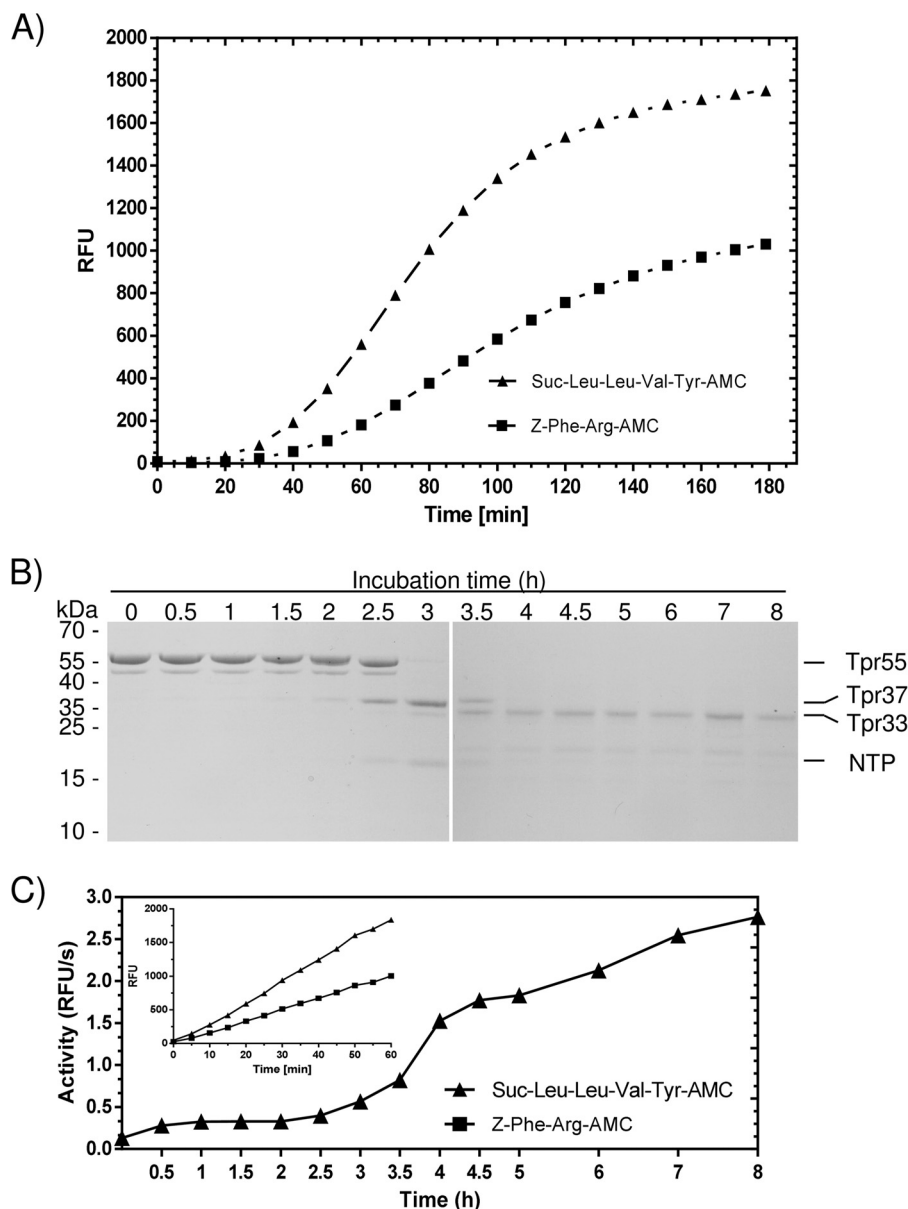 A)
2000
1800
1600
1400
1200
1000
800
600
400
200
0
RFU
0 20 40 60 80 100 120 140 160 180
Time [min]
Suc-Leu-Leu-Val-Tyr-AMC
Z-Phe-Arg-AMC
B)
Incubation time (h)
kDa 0 0.5 1 1.5 2 2.5 3 3.5 4 4.5 5 6 7 8
70 -
55 -
40 -
35 -
25 -
15 -
10 -
Tpr55
Tpr37
Tpr33
NTP
C)
3.0
2.5
2.0
1.5
1.0
0.5
0.0
Activity (RFU/s)
2000
1500
1000
500
0
RFU
0 10 20 30 40 50 60
Time [min]
Suc-Leu-Leu-Val-Tyr-AMC
Z-Phe-Arg-AMC
0.5 1 1.5 2 2.5 3 3.5 4 4.5 5 6 7 8
Time (h)